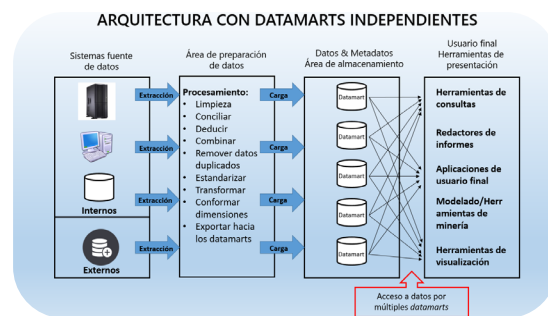 ARQUITECTURA CON DATAMARTS INDEPENDIENTES
Sistemas fuente
de datos
Internos
Externos
Extracción
Extracción
Extracción
Extracción
Área de preparación
de datos
Procesamiento:
• Limpieza
• Conciliar
• Deducir
• Combinar
• Remover datos
duplicados
• Estandarizar
• Transformar
• Conformar
dimensiones
• Exportar hacia
los datamarts
Carga
Carga
Carga
Carga
Datos & Metadatos
Área de almacenamiento
Datamart
Datamart
Datamart
Datamart
Datamart
Usuario final
Herramientas de
presentación
Herramientas de
consultas
Redactores de
informes
Aplicaciones de
usuario final
Modelado/Herr
amientas de
minería
Herramientas de
visualización
Acceso a datos por
múltiples datamarts